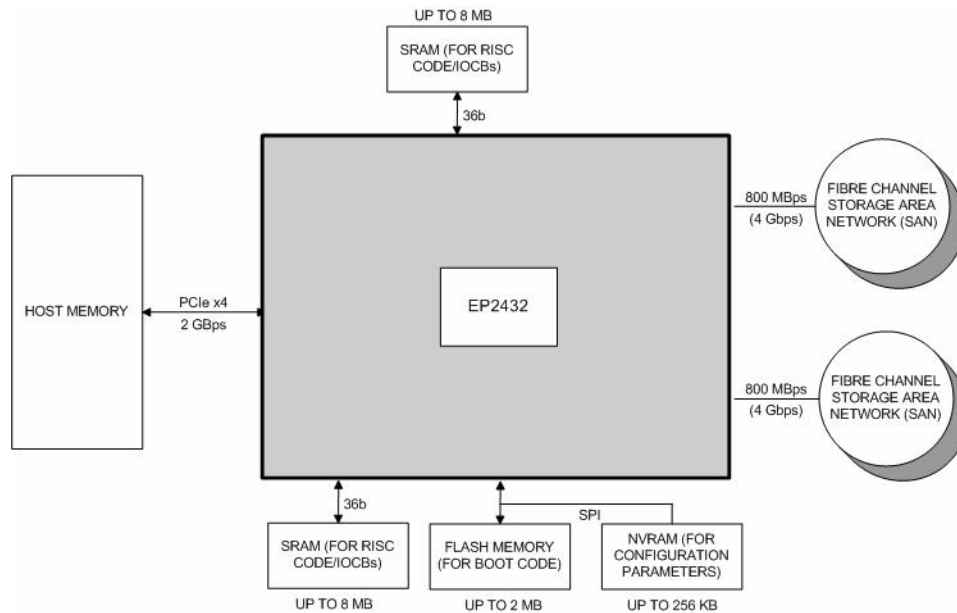 UP TO 8 MB
SRAM (FOR RISC
CODE/IOCBs)
36b
HOST MEMORY
PCIe x4
2 GBps
EP2432
800 MBps
(4 Gbps)
FIBRE CHANNEL
STORAGE AREA
NETWORK (SAN)
800 MBps
(4 Gbps)
FIBRE CHANNEL
STORAGE AREA
NETWORK (SAN)
36b
SRAM (FOR RISC
CODE/IOCBs)
UP TO 8 MB
FLASH MEMORY
(FOR BOOT CODE)
UP TO 2 MB
SPI
NVRAM (FOR
CONFIGURATION
PARAMETERS)
UP TO 256 KB